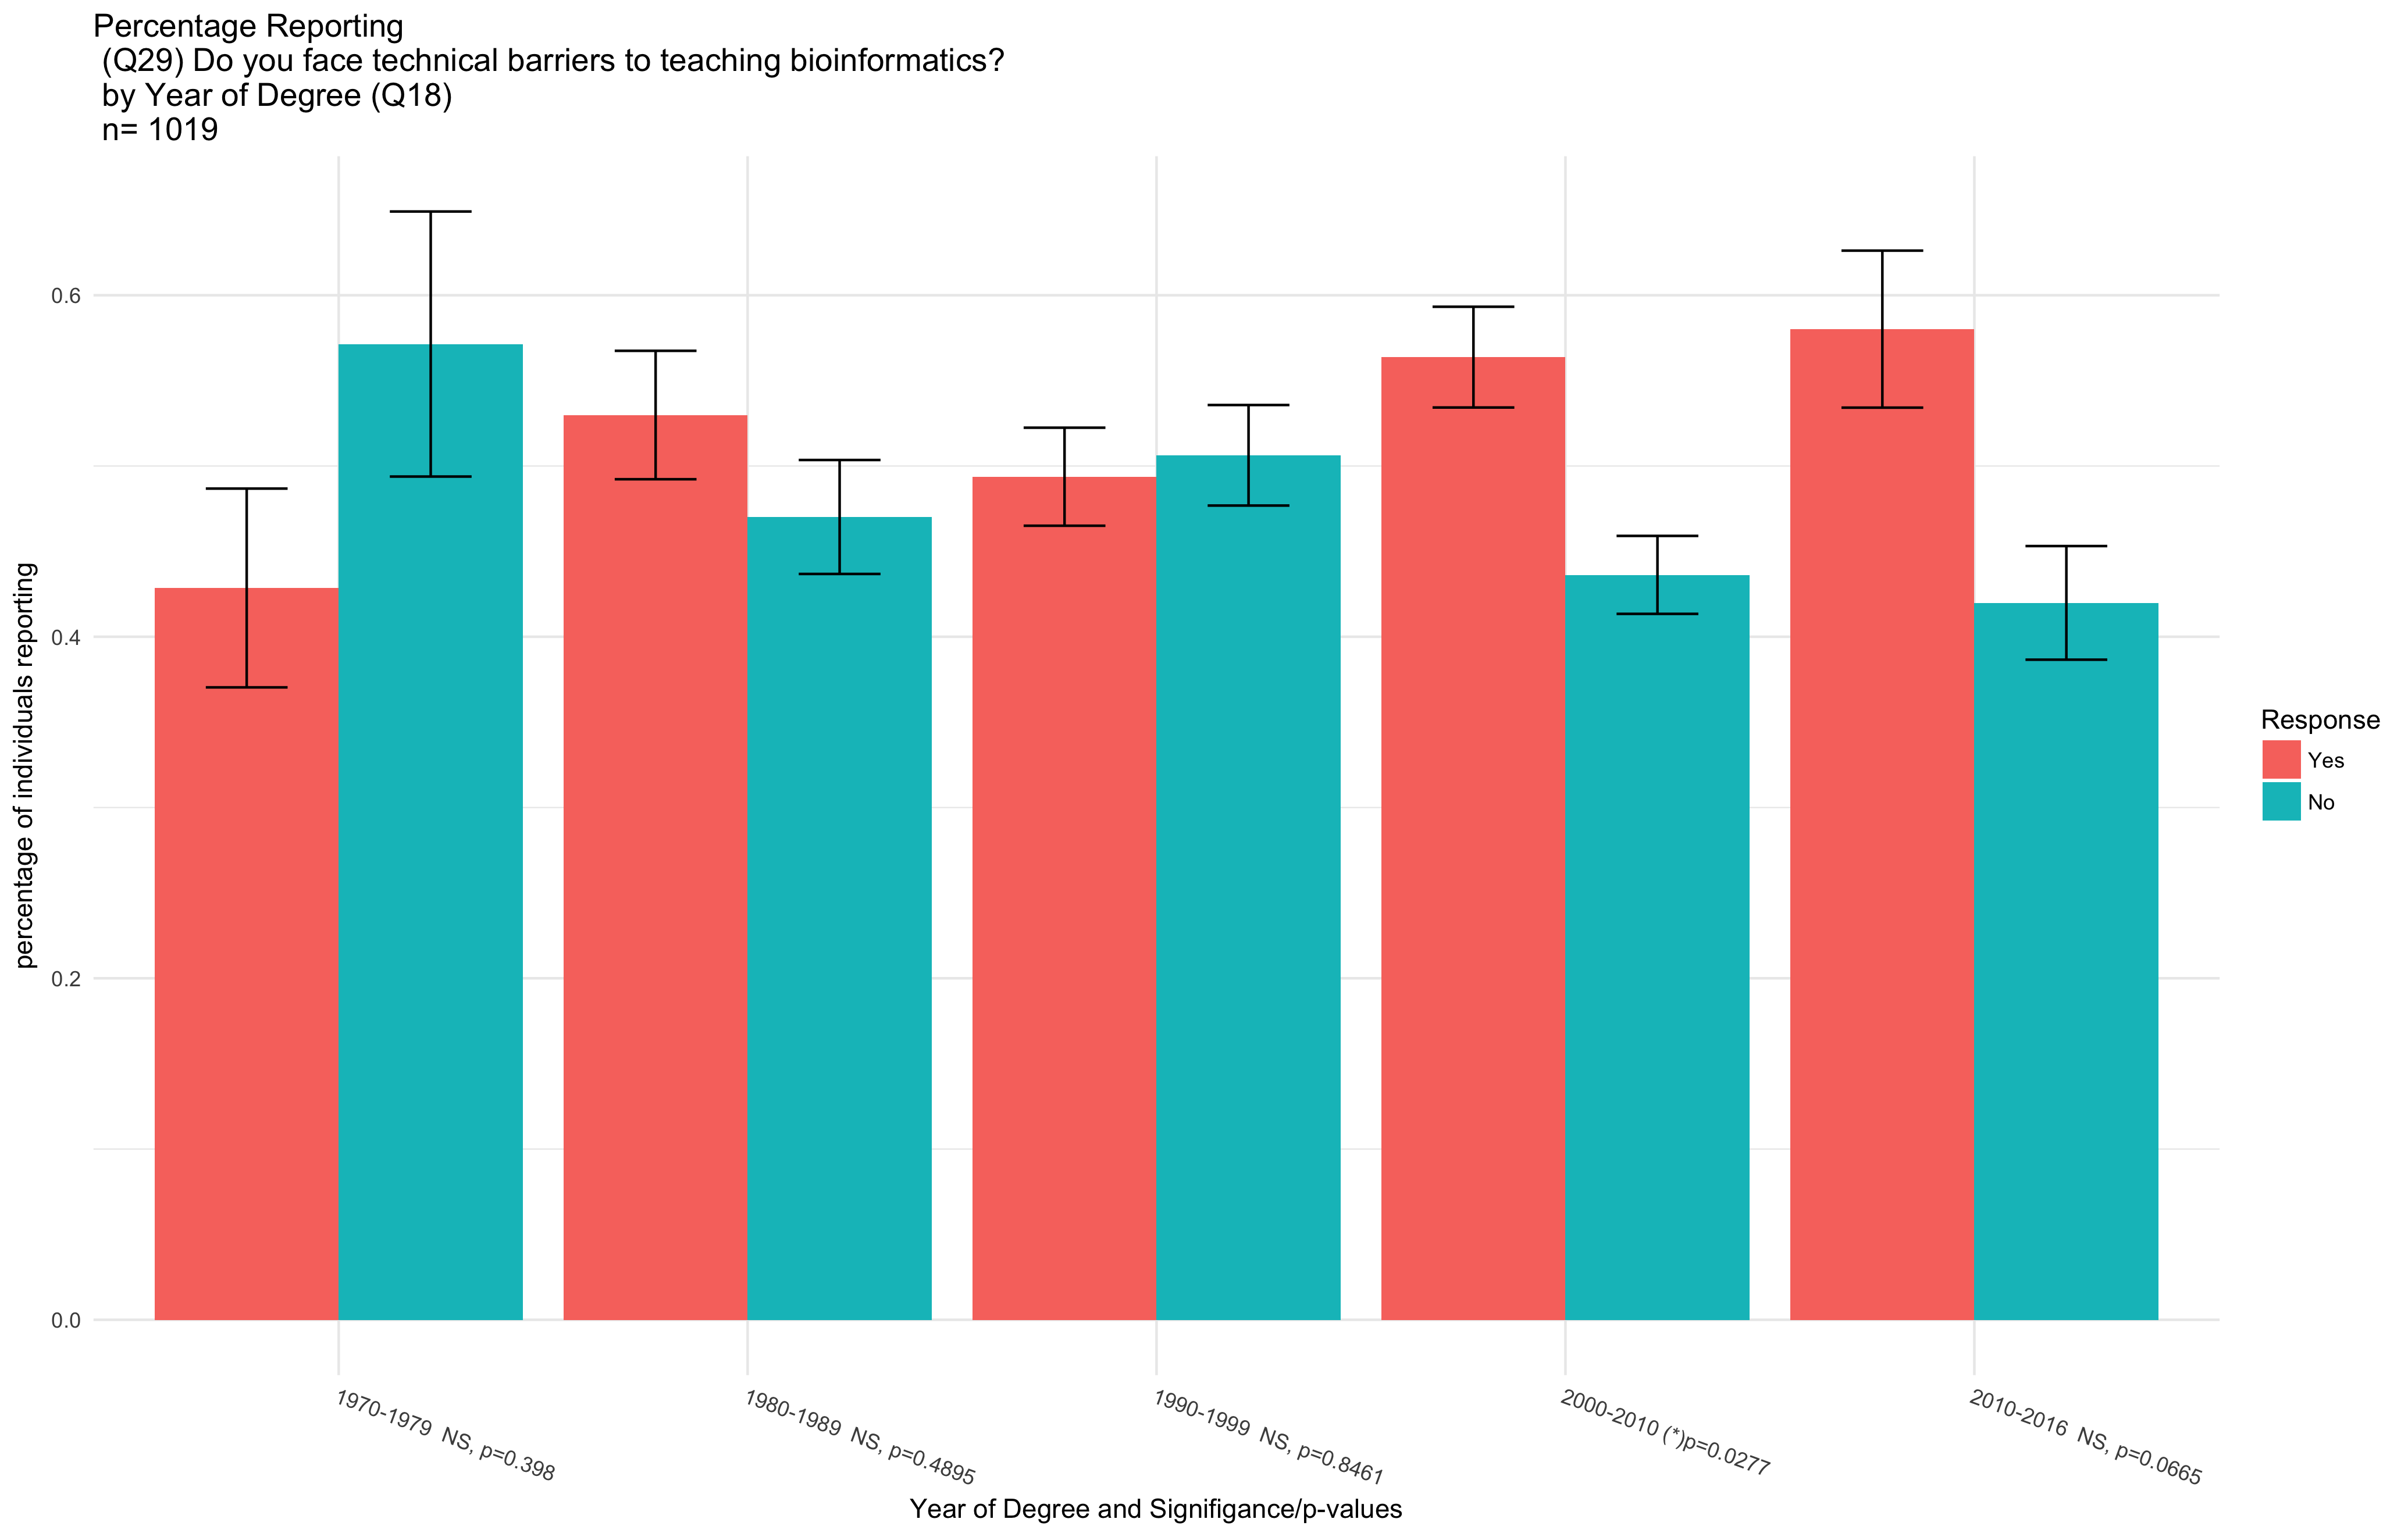 Percentage Reporting
(Q29) Do you face technical barriers to teaching bioinformatics?
by Year of Degree (Q18)
n= 1019
percentage of individuals reporting
0.6
0.4
0.2
0.0
1970-1979 NS, p=0.398
1980-1989 NS, p=0.4895
1990-1999 NS, p=0.8461
2000-2010 (*)p=0.0277
2010-2016 NS, p=0.0665
Year of Degree and Signifigance/p-values
Response
Yes
No